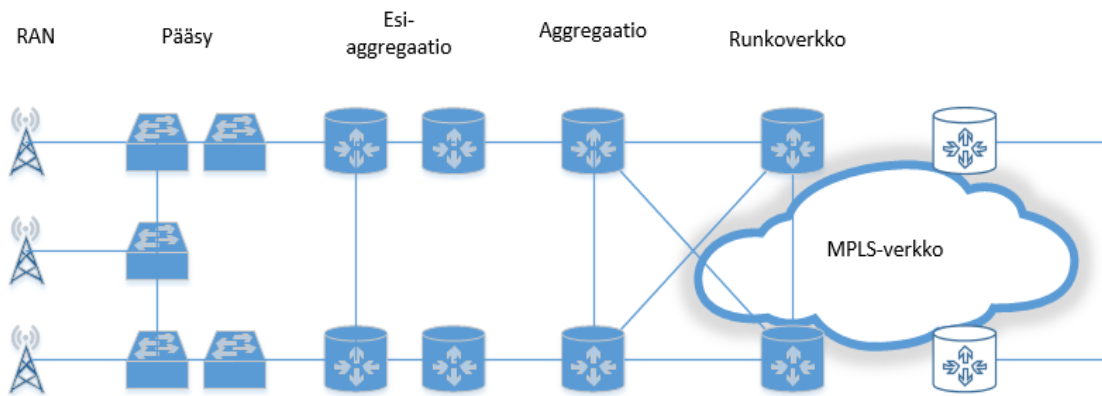 RAN
Pääsy
Esi-
aggregaatio
Aggregaatio
Runkoverkko
MPLS-verkko